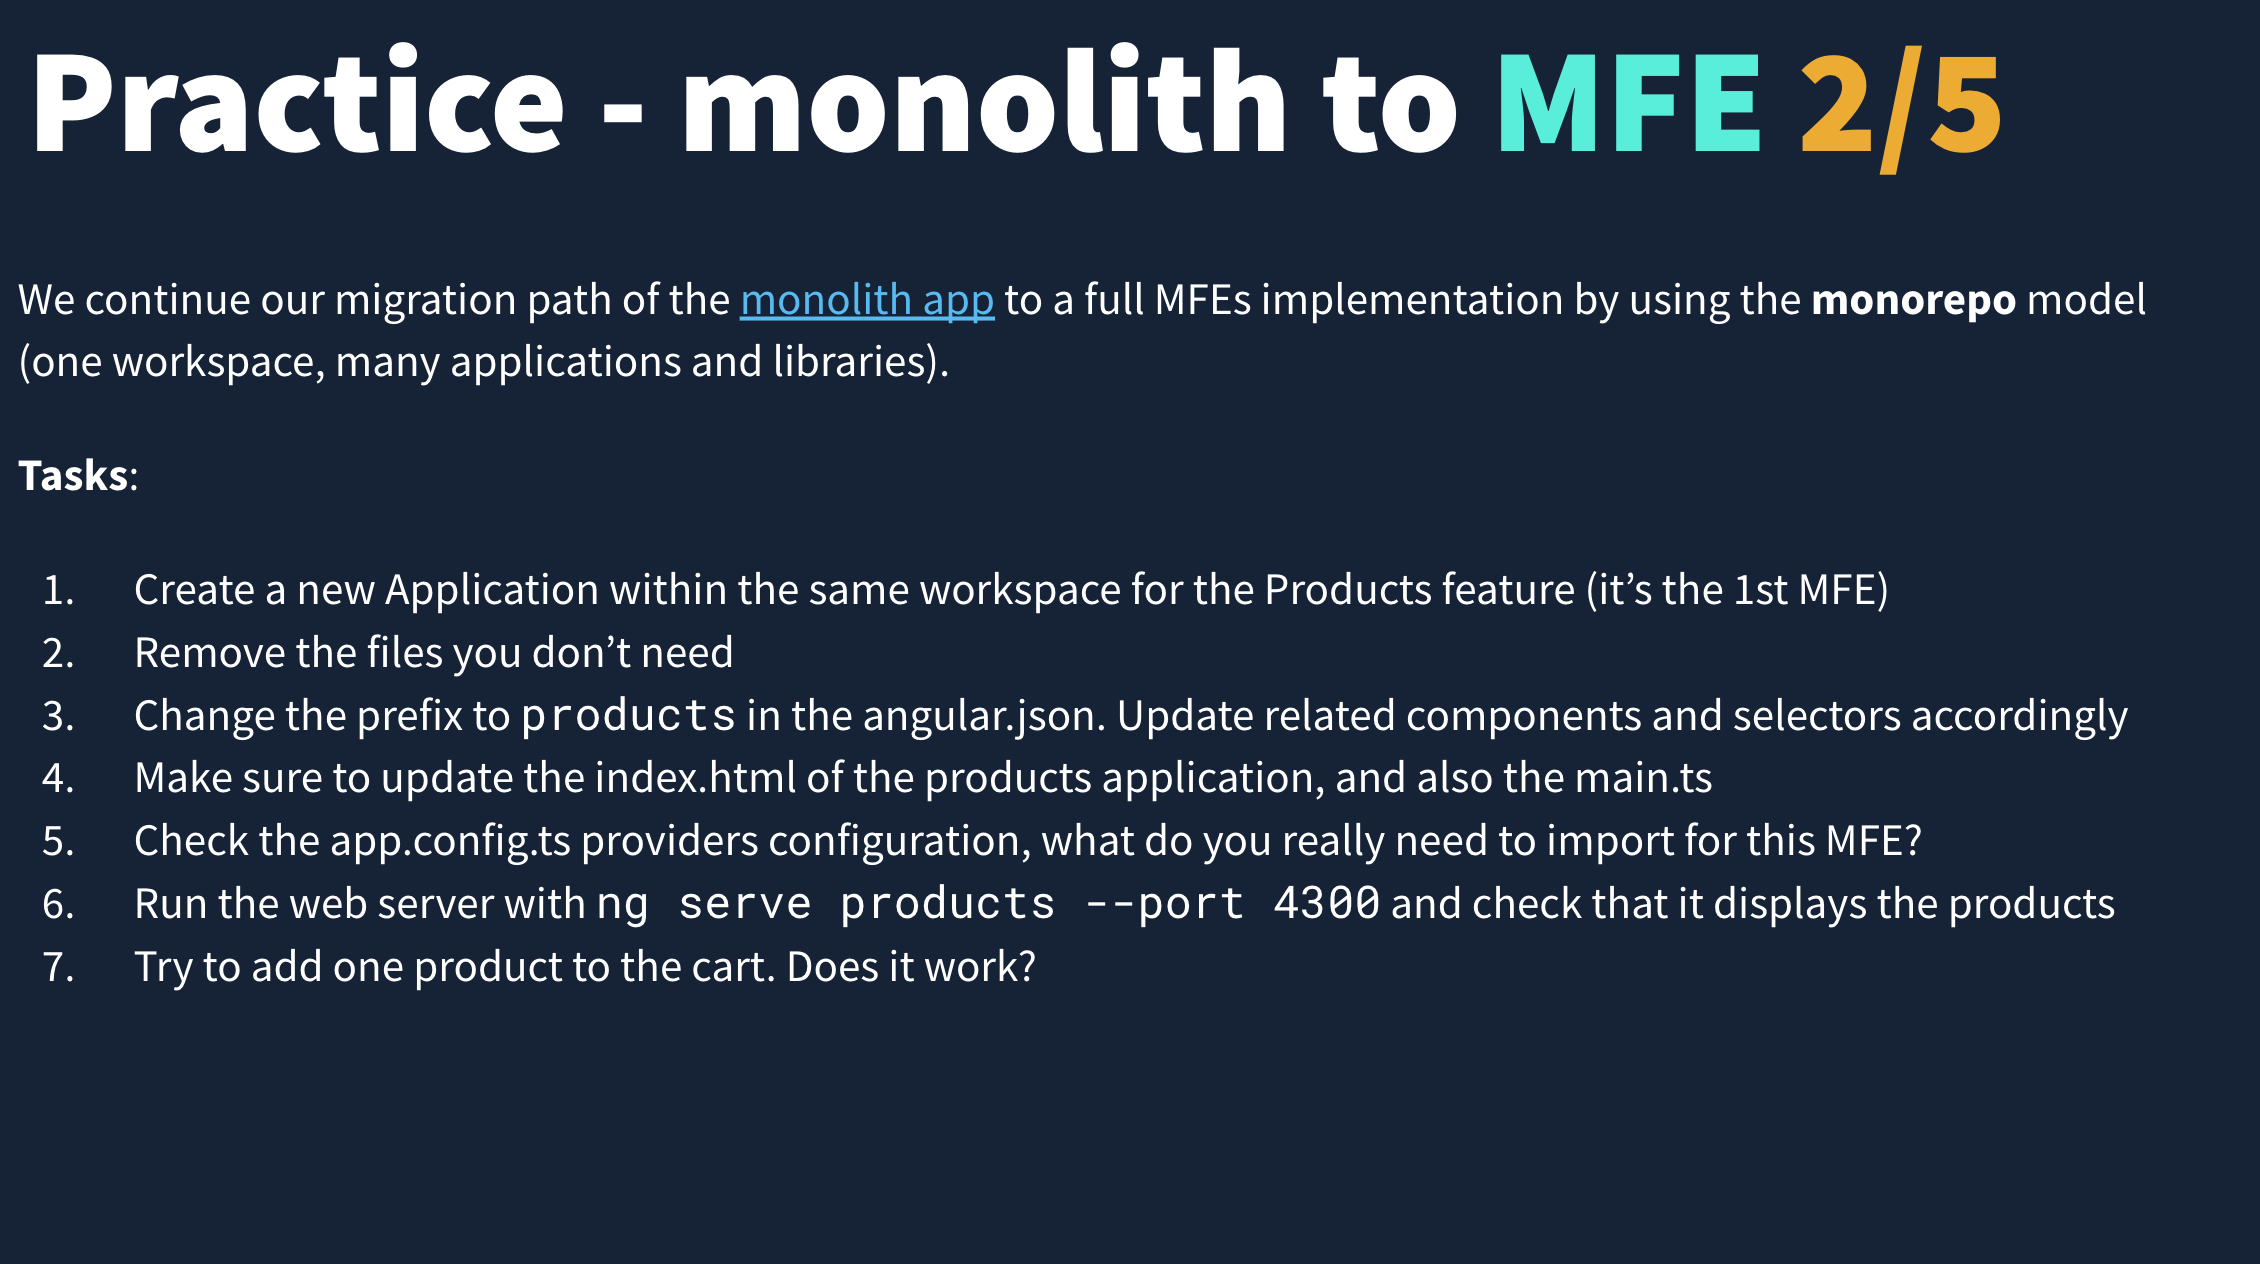 Practice - monolith to MFE 2/5
We continue our migration path of the monolith app to a full MFEs implementation by using the monorepo model
(one workspace, many applications and libraries).
Tasks:
1. Create a new Application within the same workspace for the Products feature (it’s the 1st MFE)
2. Remove the files you don’t need
3. Change the prefix to products in the angular.json. Update related components and selectors accordingly
4. Make sure to update the index.html of the products application, and also the main.ts
5. Check the app.config.ts providers configuration, what do you really need to import for this MFE?
6. Run the web server with ng serve products --port 4300 and check that it displays the products
7. Try to add one product to the cart. Does it work?